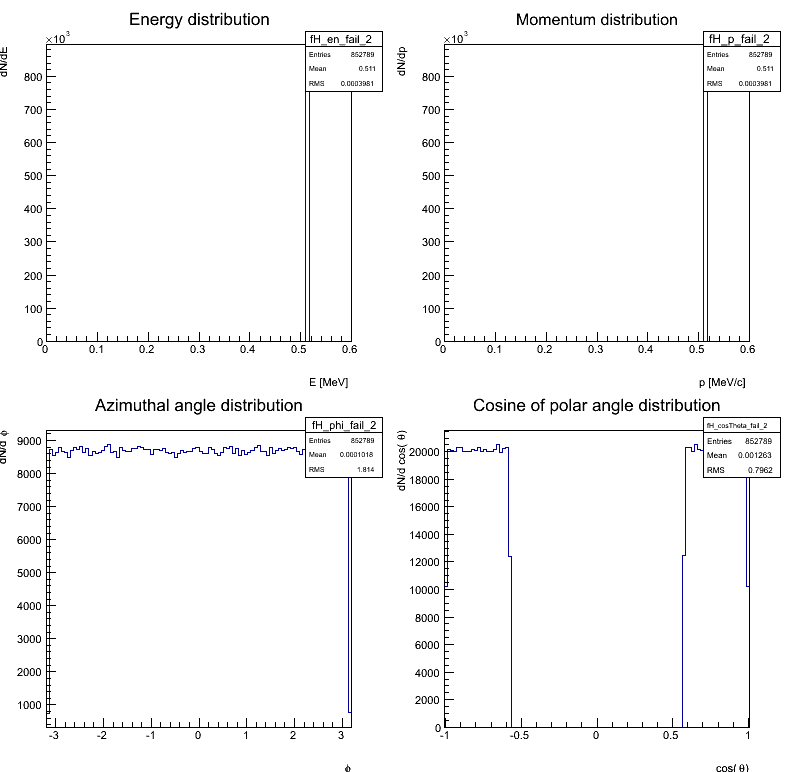 Energy distribution
×10³
dN/dE
fH_en_fail_2
Entries 852789
Mean 0.511
RMS 0.0003981
800
700
600
500
400
300
200
100
0
0 0.1 0.2 0.3 0.4 0.5 0.6
E [MeV]
Momentum distribution
×10³
dN/dp
fH_p_fail_2
Entries 852789
Mean 0.511
RMS 0.0003981
800
700
600
500
400
300
200
100
0
0 0.1 0.2 0.3 0.4 0.5 0.6
p [MeV/c]
Azimuthal angle distribution
dN/d ϕ
fH_phi_fail_2
Entries 852789
Mean 0.0001018
RMS 1.814
9000
8000
7000
6000
5000
4000
3000
2000
1000
-3 -2 -1 0 1 2 3
ϕ
Cosine of polar angle distribution
dN/d cos( θ)
fH_cosTheta_fail_2
Entries 852789
Mean 0.001263
RMS 0.7962
20000
18000
16000
14000
12000
10000
8000
6000
4000
2000
0
-1 -0.5 0 0.5 1
cos( θ)